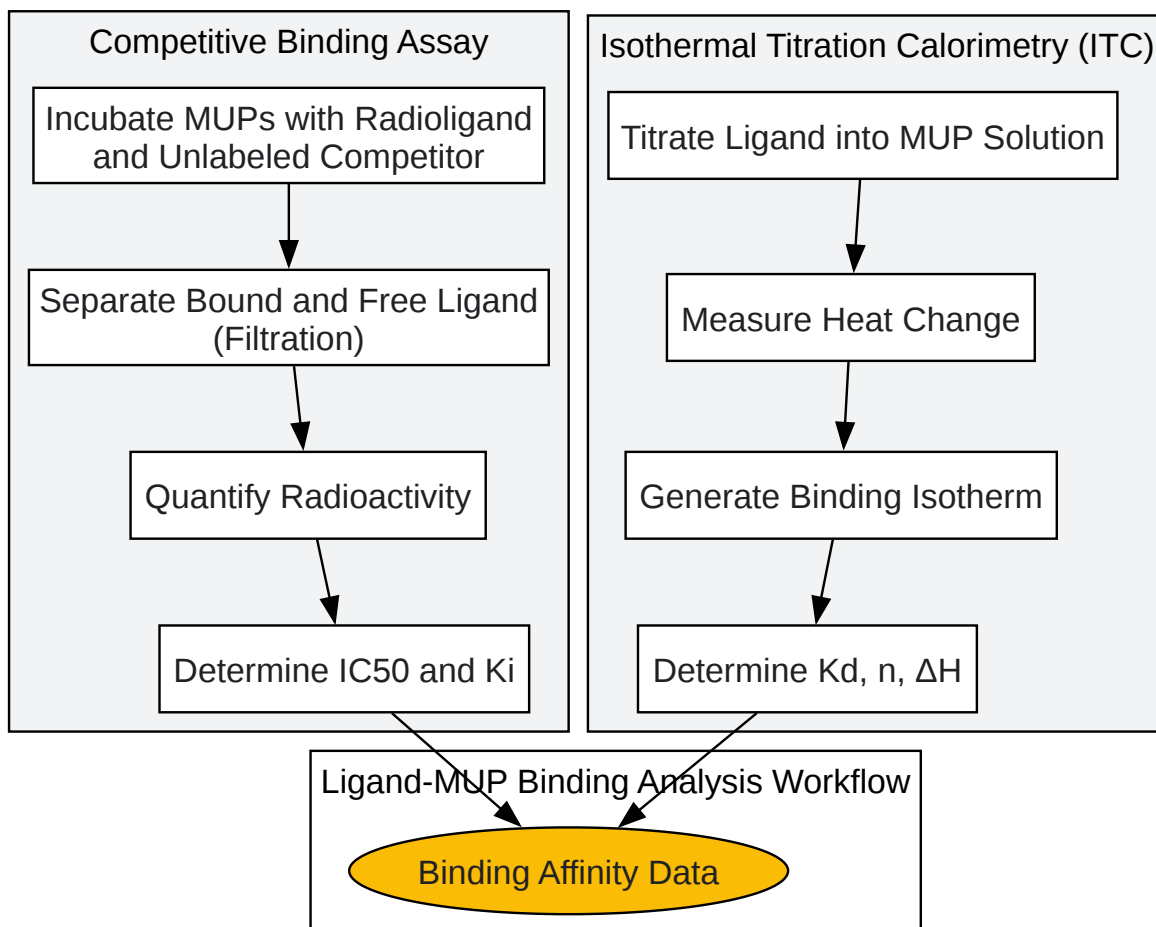 Competitive Binding Assay
Incubate MUPs with Radioligand
and Unlabeled Competitor
Separate Bound and Free Ligand
(Filtration)
Quantify Radioactivity
Determine IC50 and Ki
Isothermal Titration Calorimetry (ITC)
Titrate Ligand into MUP Solution
Measure Heat Change
Generate Binding Isotherm
Determine Kd, n, ΔH
Ligand-MUP Binding Analysis Workflow
Binding Affinity Data